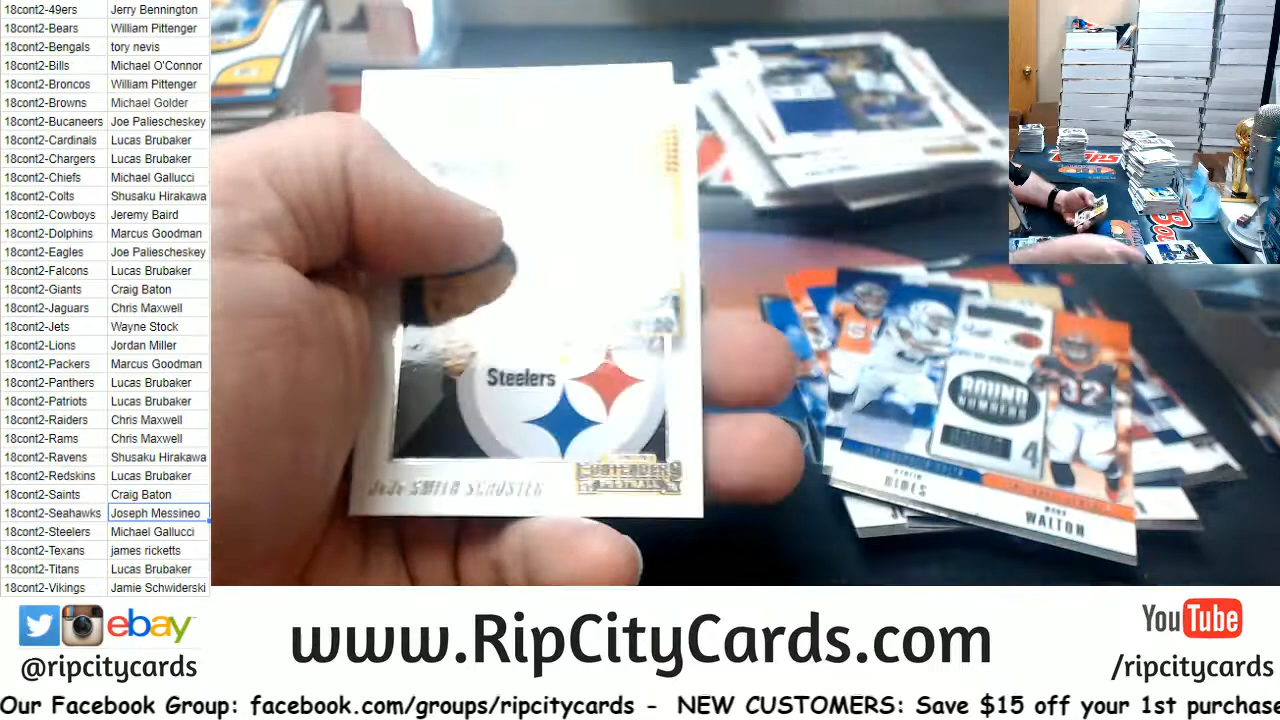 18cont2-49ers Jerry Bennington
18cont2-Bears William Pittenger
18cont2-Bengals tory nevis
18cont2-Bills Michael O'Connor
18cont2-Broncos William Pittenger
18cont2-Browns Michael Golder
18cont2-Bucaneers Joe Paliescheskey
18cont2-Cardinals Lucas Brubaker
18cont2-Chargers Lucas Brubaker
18cont2-Chiefs Michael Gallucci
18cont2-Colts Shusaku Hirakawa
18cont2-Cowboys Jeremy Baird
18cont2-Dolphins Marcus Goodman
18cont2-Eagles Joe Paliescheskey
18cont2-Falcons Lucas Brubaker
18cont2-Giants Craig Baton
18cont2-Jaguars Chris Maxwell
18cont2-Jets Wayne Stock
18cont2-Lions Jordan Miller
18cont2-Packers Marcus Goodman
18cont2-Panthers Lucas Brubaker
18cont2-Patriots Lucas Brubaker
18cont2-Raiders Chris Maxwell
18cont2-Rams Chris Maxwell
18cont2-Ravens Shusaku Hirakawa
18cont2-Redskins Lucas Brubaker
18cont2-Saints Craig Baton
18cont2-Seahawks Joseph Messineo
18cont2-Steelers Michael Gallucci
18cont2-Texans james ricketts
18cont2-Titans Lucas Brubaker
18cont2-Vikings Jamie Schwiderski
Steelers
CONTENDERS
JuJu SMITH-SCHUSTER
ROUND
NUMBERS
4
32
HINES
MARK
WALTON
Topps
ebay
@ripcitycards
www.RipCityCards.com
YouTube
/ripcitycards
Our Facebook Group: facebook.com/groups/ripcitycards - NEW CUSTOMERS: Save $15 off your 1st purchase